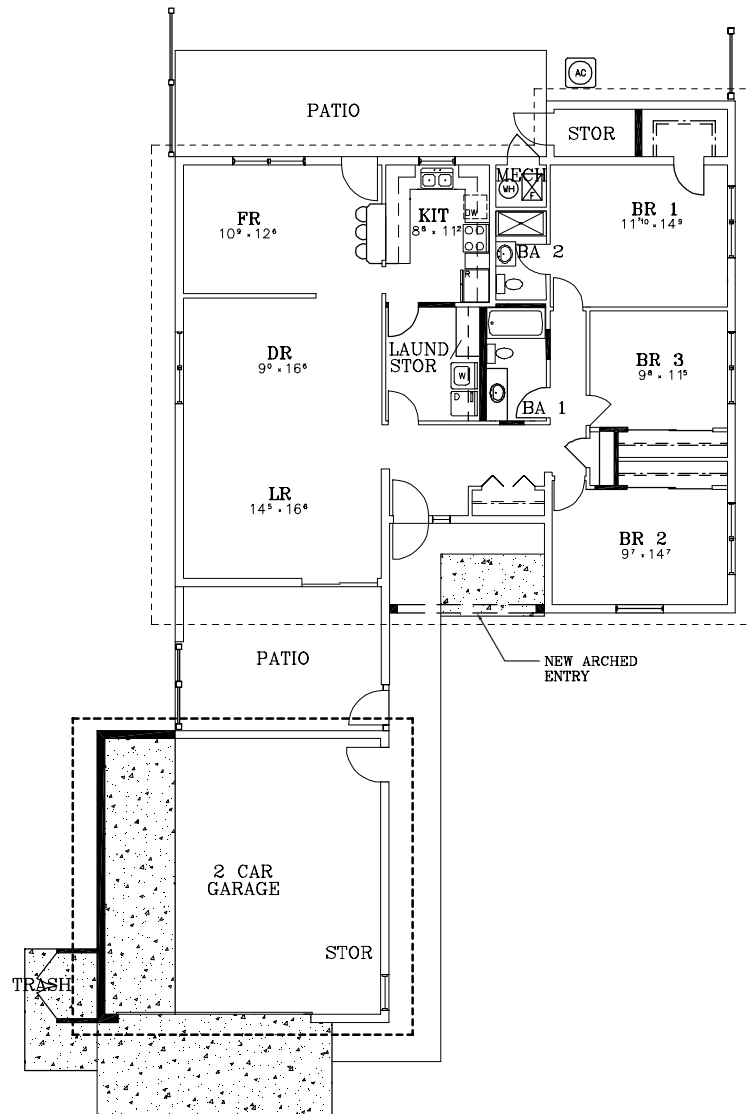 AC
PATIO
STOR
MECH
WH
F
FR
10⁹ × 12⁶
KIT
8⁸ × 11²
DW
R
BR 1
11'¹⁰ × 14⁹
BA 2
DR
9⁰ × 16⁶
LAUND
STOR
W
D
BR 3
9⁸ × 11⁵
BA 1
LR
14⁵ × 16⁶
BR 2
9⁷ × 14⁷
PATIO
NEW ARCHED
ENTRY
2 CAR
GARAGE
STOR
TRASH